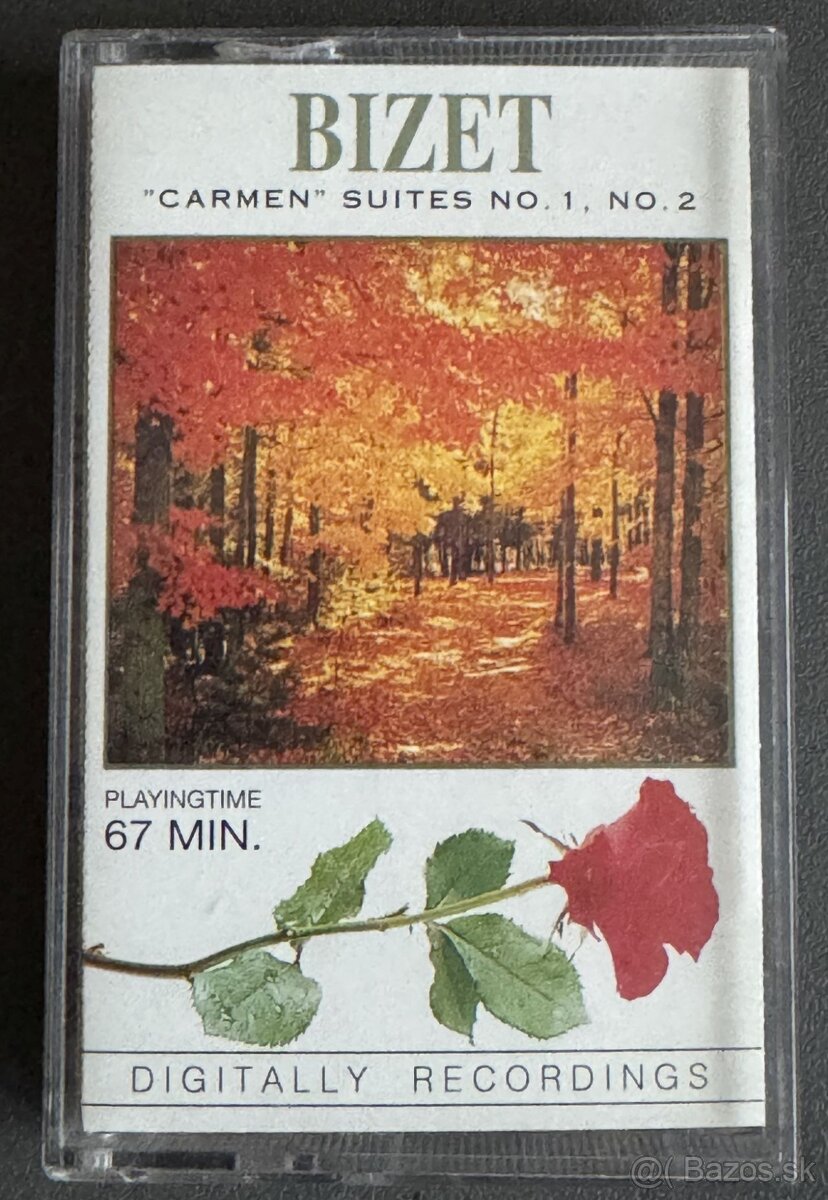 BIZET
"CARMEN" SUITES NO. 1, NO. 2
PLAYINGTIME
67 MIN.
DIGITALLY RECORDINGS
@( Bazos.sk